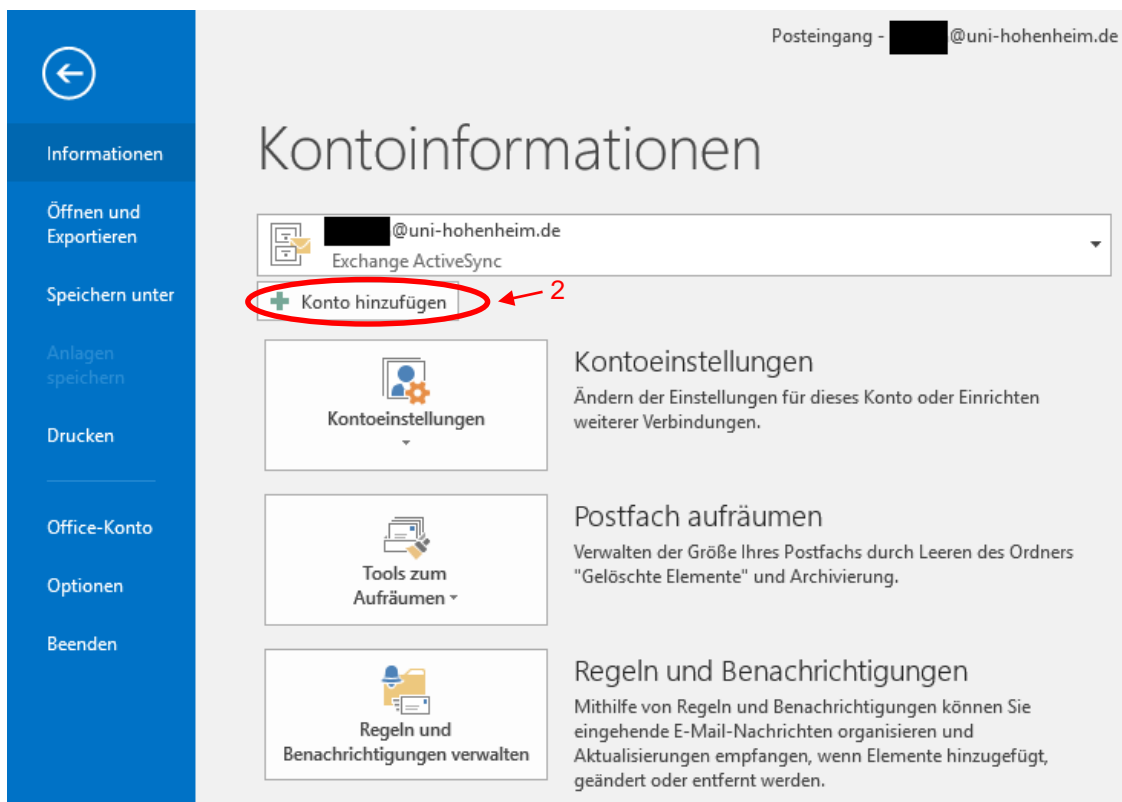 Posteingang - @uni-hohenheim.de
Informationen
Öffnen und
Exportieren
Speichern unter
Anlagen
speichern
Drucken
Office-Konto
Optionen
Beenden
Kontoinformationen
@uni-hohenheim.de
Exchange ActiveSync
Konto hinzufügen
2
Kontoeinstellungen
Kontoeinstellungen
Ändern der Einstellungen für dieses Konto oder Einrichten
weiterer Verbindungen.
Tools zum
Aufräumen
Postfach aufräumen
Verwalten der Größe Ihres Postfachs durch Leeren des Ordners
"Gelöschte Elemente" und Archivierung.
Regeln und
Benachrichtigungen verwalten
Regeln und Benachrichtigungen
Mithilfe von Regeln und Benachrichtigungen können Sie
eingehende E-Mail-Nachrichten organisieren und
Aktualisierungen empfangen, wenn Elemente hinzugefügt,
geändert oder entfernt werden.